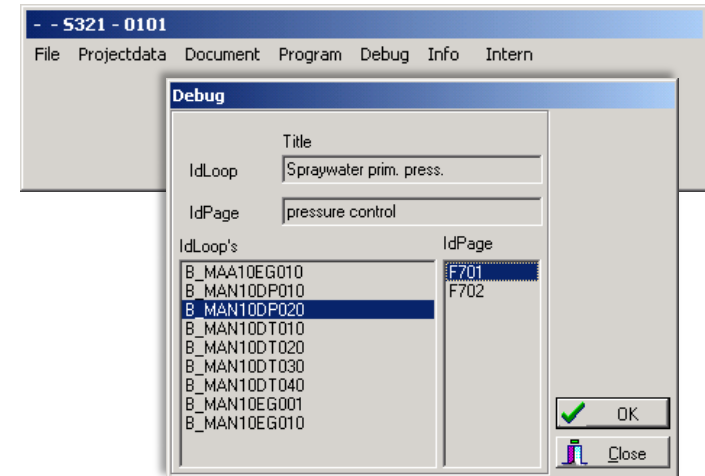 - - S321 - 0101
File Projectdata Document Program Debug Info Intern
Debug
Title
IdLoop Spraywater prim. press.
IdPage pressure control
IdLoop's IdPage
B_MAA10EG010 F701
B_MAN10DP010 F702
B_MAN10DP020
B_MAN10DT010
B_MAN10DT020
B_MAN10DT030
B_MAN10DT040
B_MAN10EG001
B_MAN10EG010
OK
Close